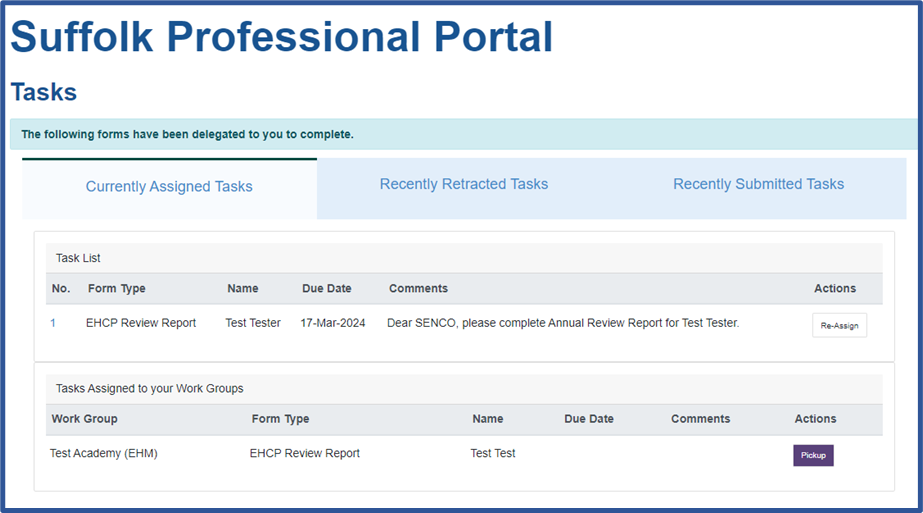 Suffolk Professional Portal
Tasks
The following forms have been delegated to you to complete.
Currently Assigned Tasks Recently Retracted Tasks Recently Submitted Tasks
Task List
No. Form Type Name Due Date Comments Actions
1 EHCP Review Report Test Tester 17-Mar-2024 Dear SENCO, please complete Annual Review Report for Test Tester. Re-Assign
Tasks Assigned to your Work Groups
Work Group Form Type Name Due Date Comments Actions
Test Academy (EHM) EHCP Review Report Test Test Pickup